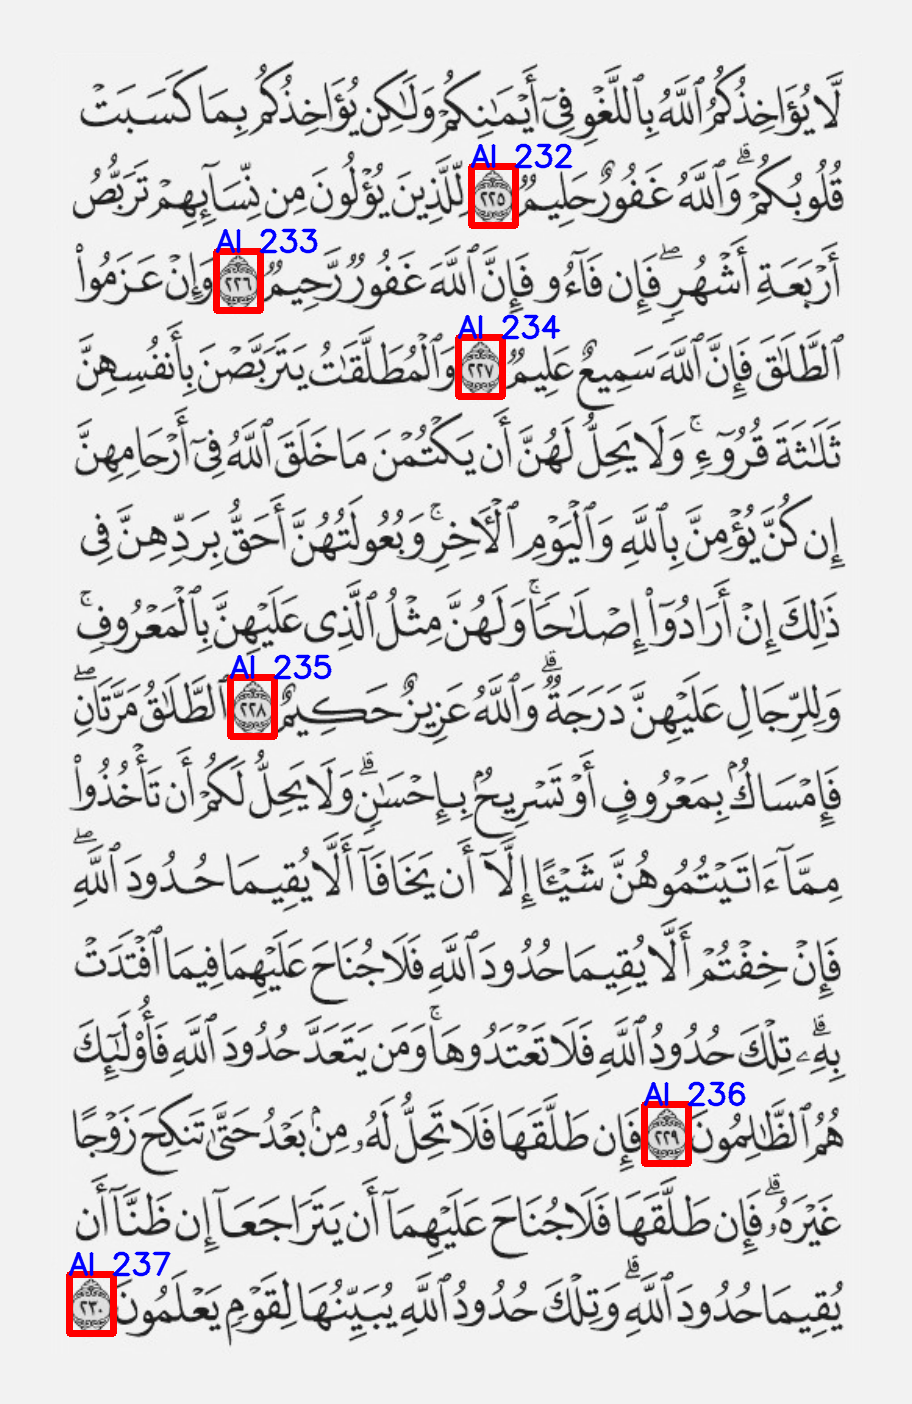 لَّا يُؤَاخِذُكُمُ ٱللَّهُ بِٱللَّغْوِ فِىٓ أَيْمَـٰنِكُمْ وَلَـٰكِن يُؤَاخِذُكُم بِمَا كَسَبَتْ
AI 232
قُلُوبُكُمْ ۗ وَٱللَّهُ غَفُورٌ حَلِيمٌ ٢٢٥ لِّلَّذِينَ يُؤْلُونَ مِن نِّسَآئِهِمْ تَرَبُّصُ
AI 233
أَرْبَعَةِ أَشْهُرٍ ۖ فَإِن فَآءُو فَإِنَّ ٱللَّهَ غَفُورٌ رَّحِيمٌ ٢٢٦ وَإِنْ عَزَمُوا۟
AI 234
ٱلطَّلَـٰقَ فَإِنَّ ٱللَّهَ سَمِيعٌ عَلِيمٌ ٢٢٧ وَٱلْمُطَلَّقَـٰتُ يَتَرَبَّصْنَ بِأَنفُسِهِنَّ
ثَلَـٰثَةَ قُرُوٓءٍ ۚ وَلَا يَحِلُّ لَهُنَّ أَن يَكْتُمْنَ مَا خَلَقَ ٱللَّهُ فِىٓ أَرْحَامِهِنَّ
إِن كُنَّ يُؤْمِنَّ بِٱللَّهِ وَٱلْيَوْمِ ٱلْـَٔاخِرِ ۚ وَبُعُولَتُهُنَّ أَحَقُّ بِرَدِّهِنَّ فِى
ذَٰلِكَ إِنْ أَرَادُوٓا۟ إِصْلَـٰحًا ۚ وَلَهُنَّ مِثْلُ ٱلَّذِى عَلَيْهِنَّ بِٱلْمَعْرُوفِ ۚ
AI 235
وَلِلرِّجَالِ عَلَيْهِنَّ دَرَجَةٌ ۗ وَٱللَّهُ عَزِيزٌ حَكِيمٌ ٢٢٨ ٱلطَّلَـٰقُ مَرَّتَانِ ۖ
فَإِمْسَاكٌۢ بِمَعْرُوفٍ أَوْ تَسْرِيحٌۢ بِإِحْسَـٰنٍ ۗ وَلَا يَحِلُّ لَكُمْ أَن تَأْخُذُوا۟
مِمَّآ ءَاتَيْتُمُوهُنَّ شَيْـًٔا إِلَّآ أَن يَخَافَآ أَلَّا يُقِيمَا حُدُودَ ٱللَّهِ ۖ
فَإِنْ خِفْتُمْ أَلَّا يُقِيمَا حُدُودَ ٱللَّهِ فَلَا جُنَاحَ عَلَيْهِمَا فِيمَا ٱفْتَدَتْ
بِهِۦ ۗ تِلْكَ حُدُودُ ٱللَّهِ فَلَا تَعْتَدُوهَا ۚ وَمَن يَتَعَدَّ حُدُودَ ٱللَّهِ فَأُو۟لَـٰٓئِكَ
AI 236
هُمُ ٱلظَّـٰلِمُونَ ٢٢٩ فَإِن طَلَّقَهَا فَلَا تَحِلُّ لَهُۥ مِنۢ بَعْدُ حَتَّىٰ تَنكِحَ زَوْجًا
غَيْرَهُۥ ۗ فَإِن طَلَّقَهَا فَلَا جُنَاحَ عَلَيْهِمَآ أَن يَتَرَاجَعَآ إِن ظَنَّآ أَن
AI 237
يُقِيمَا حُدُودَ ٱللَّهِ ۗ وَتِلْكَ حُدُودُ ٱللَّهِ يُبَيِّنُهَا لِقَوْمٍ يَعْلَمُونَ ٢٣٠